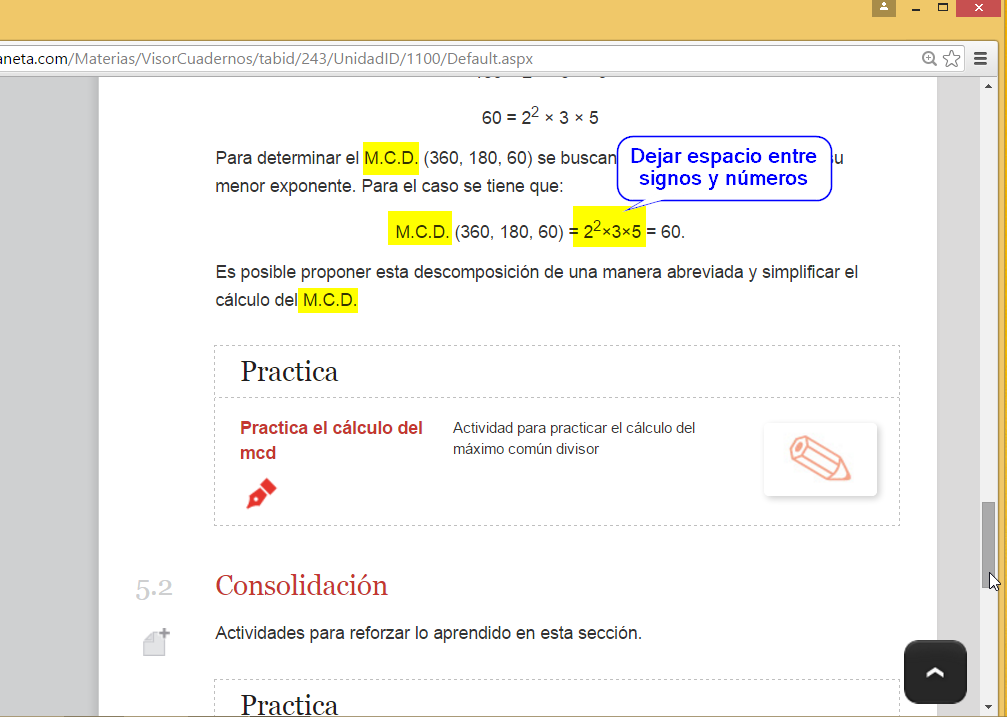 aneta.com/Materias/VisorCuadernos/tabid/243/UnidadID/1100/Default.aspx
60 = 2² × 3 × 5
Para determinar el M.C.D. (360, 180, 60) se buscan
menor exponente. Para el caso se tiene que:
Dejar espacio entre
signos y números
M.C.D. (360, 180, 60) = 2²×3×5 = 60.
Es posible proponer esta descomposición de una manera abreviada y simplificar el
cálculo del M.C.D.
Practica
Practica el cálculo del
mcd
Actividad para practicar el cálculo del
máximo común divisor
5.2 Consolidación
Actividades para reforzar lo aprendido en esta sección.
Practica